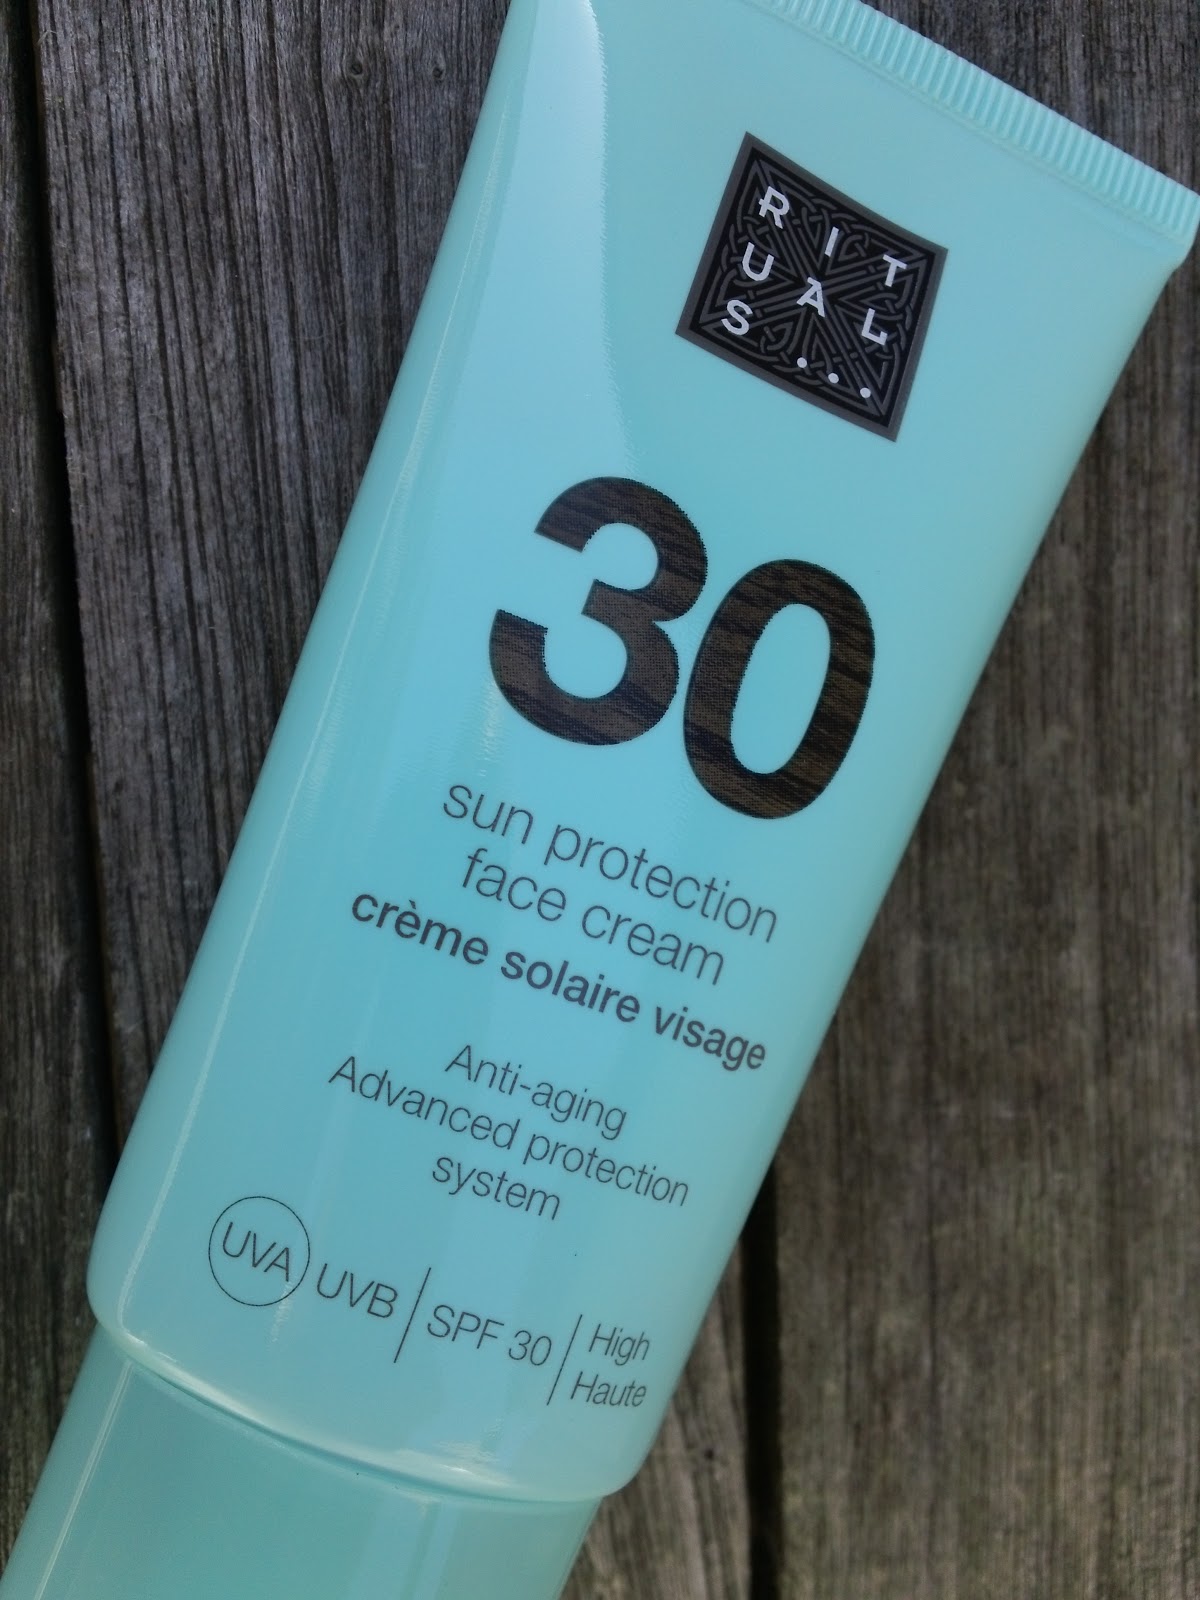 RIT
UAL
S...
30
sun protection
face cream
crème solaire visage
Anti-aging
Advanced protection
system
UVA UVB | SPF 30 | High
Haute